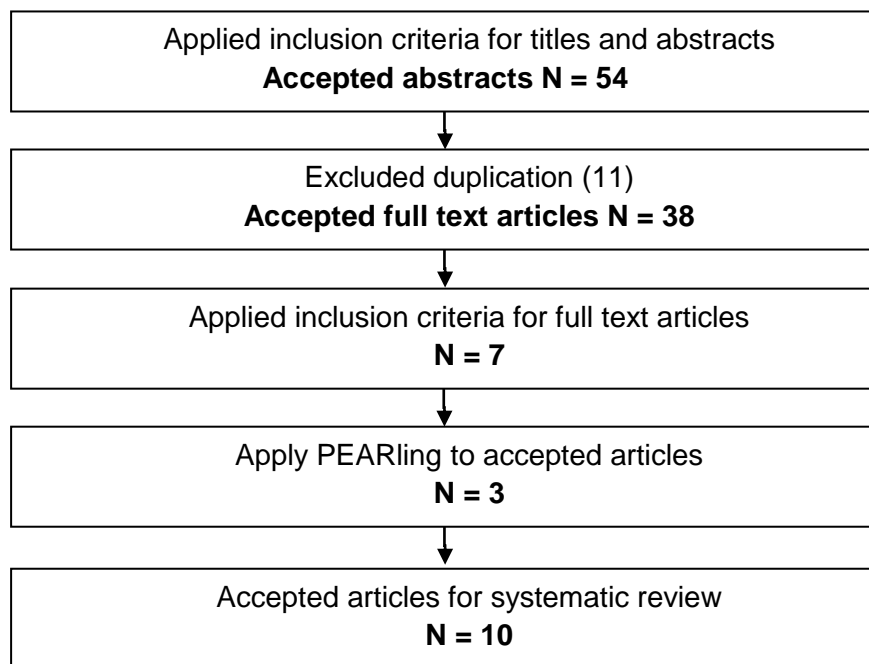 Applied inclusion criteria for titles and abstracts
Accepted abstracts N = 54
Excluded duplication (11)
Accepted full text articles N = 38
Applied inclusion criteria for full text articles
N = 7
Apply PEARling to accepted articles
N = 3
Accepted articles for systematic review
N = 10